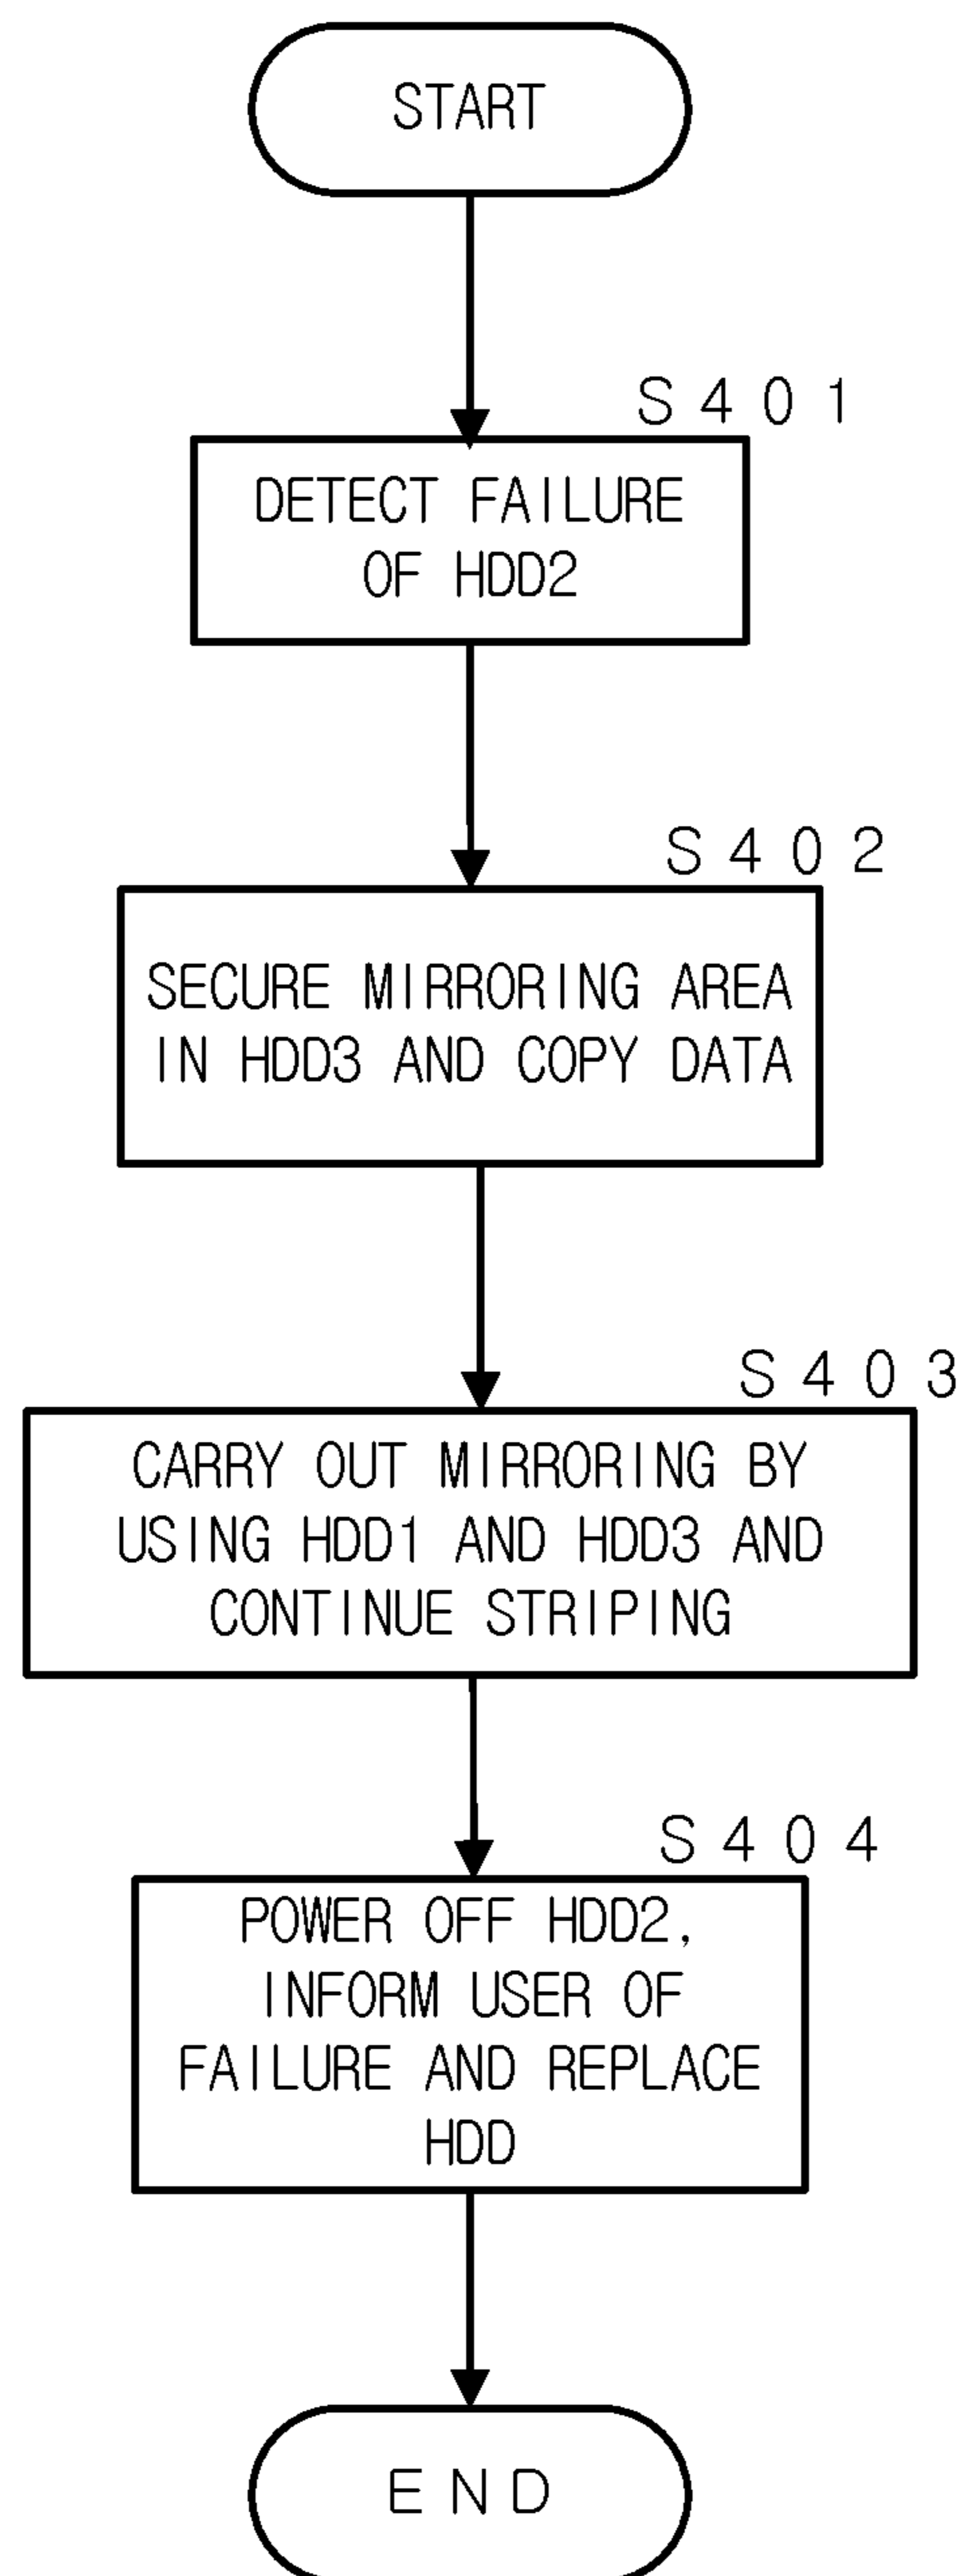 START
S401
DETECT FAILURE
OF HDD2
S402
SECURE MIRRORING AREA
IN HDD3 AND COPY DATA
S403
CARRY OUT MIRRORING BY
USING HDD1 AND HDD3 AND
CONTINUE STRIPING
S404
POWER OFF HDD2,
INFORM USER OF
FAILURE AND REPLACE
HDD
END